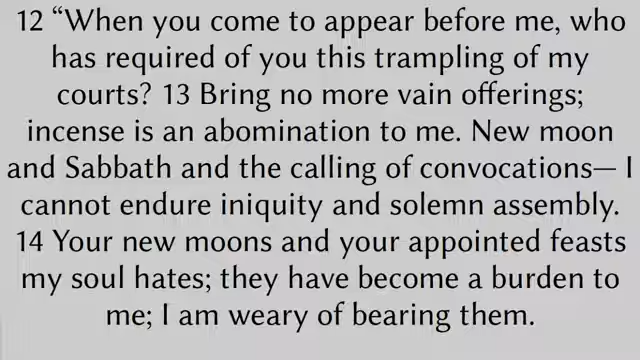 12 “When you come to appear before me, who
has required of you this trampling of my
courts? 13 Bring no more vain offerings;
incense is an abomination to me. New moon
and Sabbath and the calling of convocations— I
cannot endure iniquity and solemn assembly.
14 Your new moons and your appointed feasts
my soul hates; they have become a burden to
me; I am weary of bearing them.